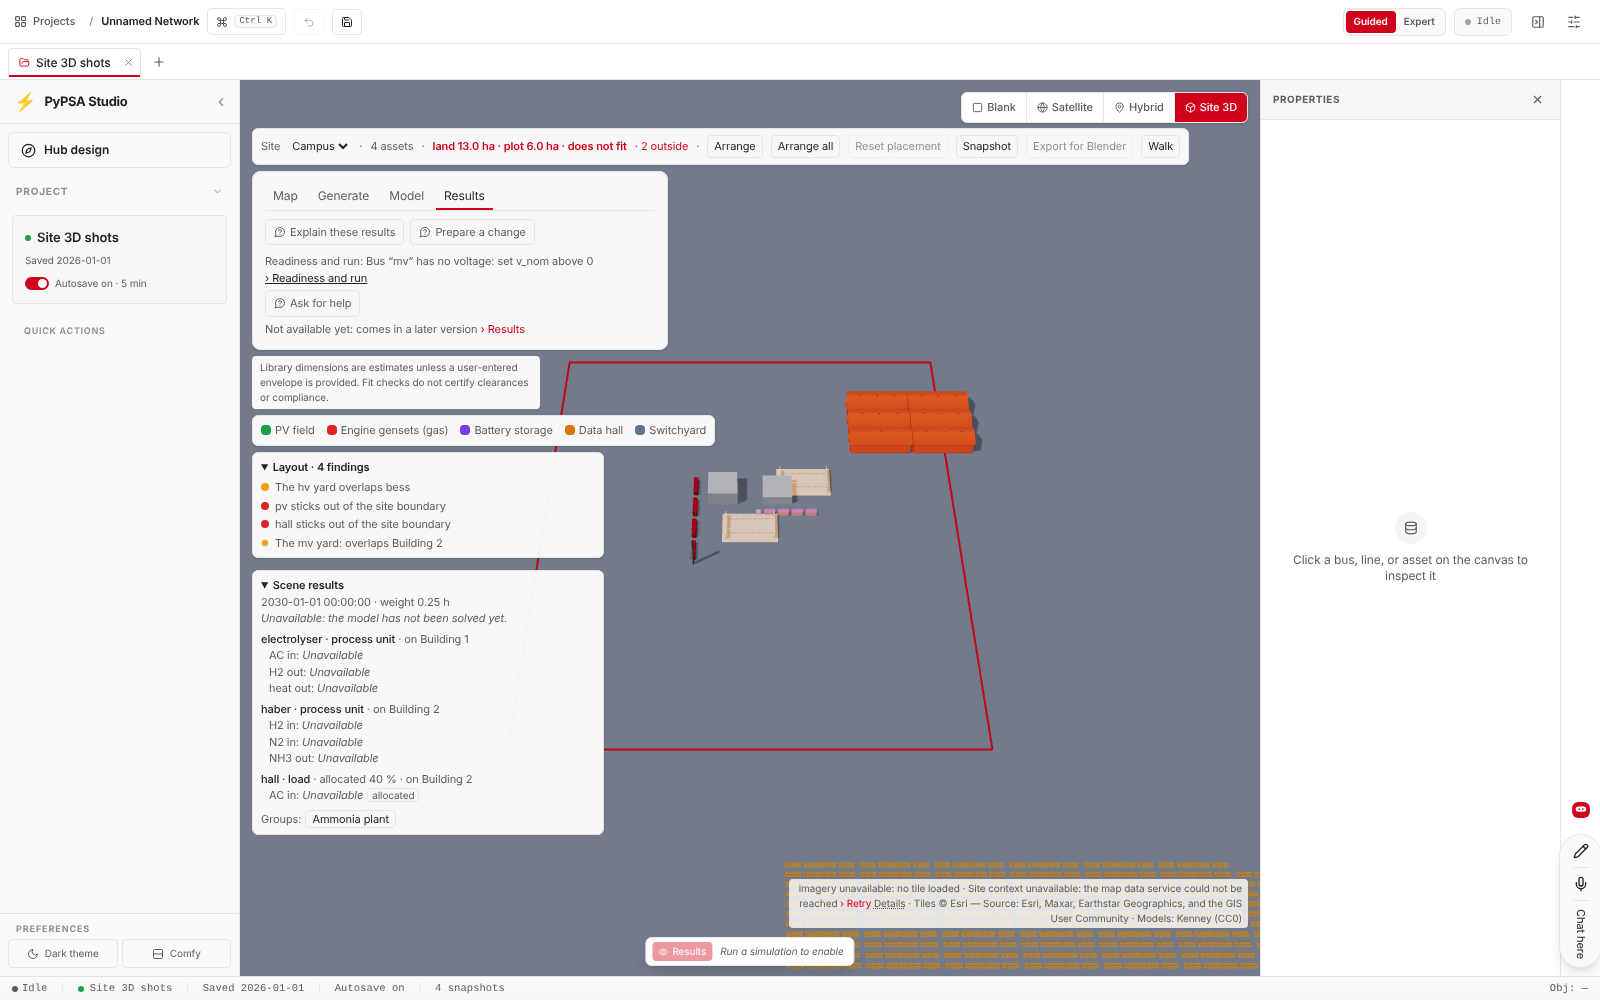 Projects / Unnamed Network ⌘ Ctrl K
Guided Expert Idle
Site 3D shots
PyPSA Studio
Hub design
PROJECT
Site 3D shots
Saved 2026-01-01
Autosave on · 5 min
QUICK ACTIONS
PREFERENCES
Dark theme Comfy
Blank Satellite Hybrid Site 3D
Site Campus · 4 assets · land 13.0 ha · plot 6.0 ha · does not fit · 2 outside · Arrange Arrange all Reset placement Snapshot Export for Blender Walk
Map Generate Model Results
Explain these results Prepare a change
Readiness and run: Bus “mv” has no voltage: set v_nom above 0
› Readiness and run
Ask for help
Not available yet: comes in a later version › Results
Library dimensions are estimates unless a user-entered
envelope is provided. Fit checks do not certify clearances
or compliance.
PV field Engine gensets (gas) Battery storage Data hall Switchyard
▼ Layout · 4 findings
The hv yard overlaps bess
pv sticks out of the site boundary
hall sticks out of the site boundary
The mv yard: overlaps Building 2
▼ Scene results
2030-01-01 00:00:00 · weight 0.25 h
Unavailable: the model has not been solved yet.
electrolyser · process unit · on Building 1
AC in: Unavailable
H2 out: Unavailable
heat out: Unavailable
haber · process unit · on Building 2
H2 in: Unavailable
N2 in: Unavailable
NH3 out: Unavailable
hall · load · allocated 40 % · on Building 2
AC in: Unavailable allocated
Groups: Ammonia plant
imagery unavailable: no tile loaded · Site context unavailable: the map data service could not be
reached › Retry Details · Tiles © Esri — Source: Esri, Maxar, Earthstar Geographics, and the GIS
User Community · Models: Kenney (CC0)
Results Run a simulation to enable
PROPERTIES
Click a bus, line, or asset on the canvas to
inspect it
Chat here
Idle Site 3D shots Saved 2026-01-01 Autosave on 4 snapshots Obj: —